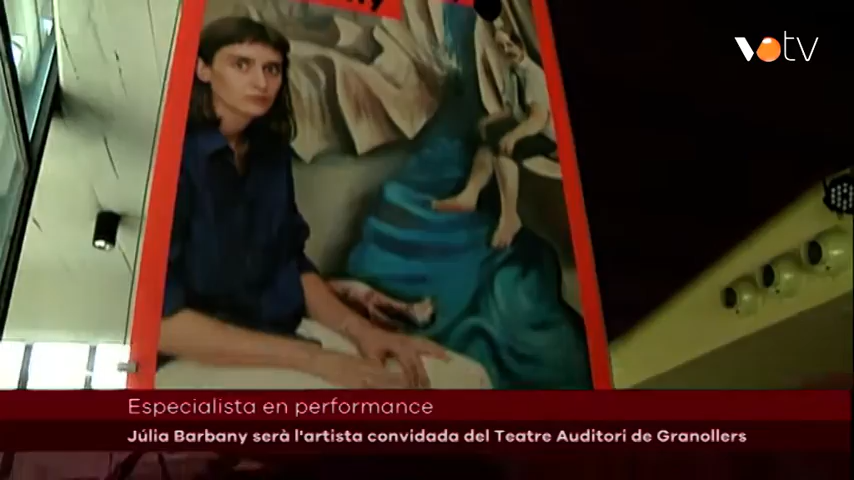 votv
Especialista en performance
Júlia Barbany serà l'artista convidada del Teatre Auditori de Granollers